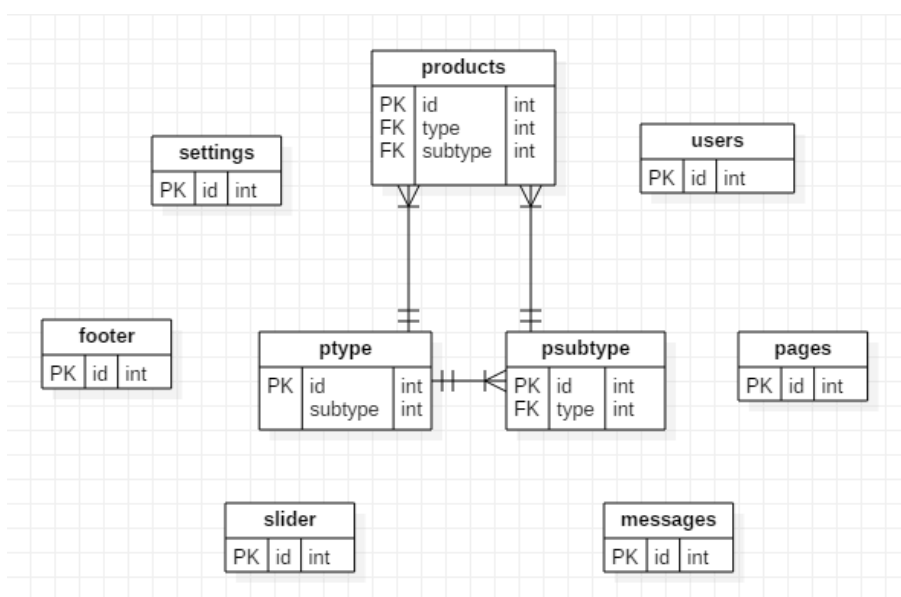 products
PK id int
FK type int
FK subtype int
settings
PK id int
users
PK id int
footer
PK id int
ptype
PK id int
subtype int
psubtype
PK id int
FK type int
pages
PK id int
slider
PK id int
messages
PK id int